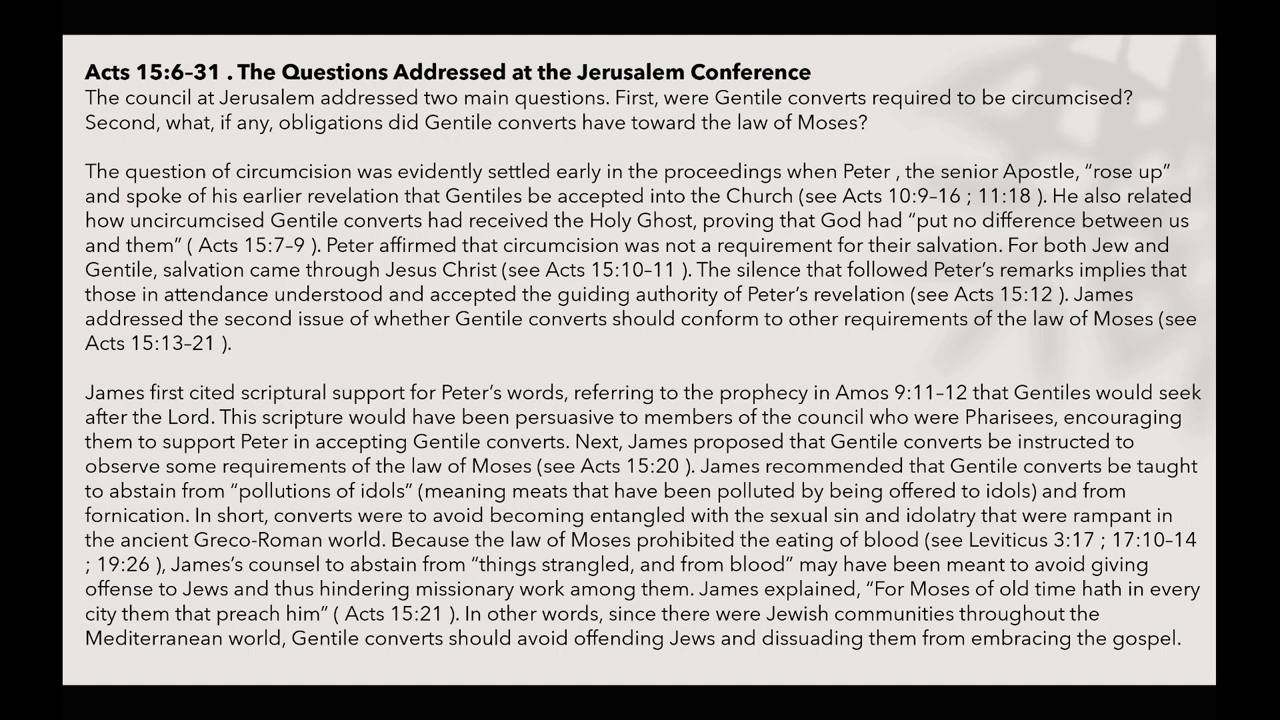 Acts 15:6–31 . The Questions Addressed at the Jerusalem Conference
The council at Jerusalem addressed two main questions. First, were Gentile converts required to be circumcised?
Second, what, if any, obligations did Gentile converts have toward the law of Moses?
The question of circumcision was evidently settled early in the proceedings when Peter , the senior Apostle, “rose up”
and spoke of his earlier revelation that Gentiles be accepted into the Church (see Acts 10:9–16 ; 11:18 ). He also related
how uncircumcised Gentile converts had received the Holy Ghost, proving that God had “put no difference between us
and them” ( Acts 15:7–9 ). Peter affirmed that circumcision was not a requirement for their salvation. For both Jew and
Gentile, salvation came through Jesus Christ (see Acts 15:10–11 ). The silence that followed Peter’s remarks implies that
those in attendance understood and accepted the guiding authority of Peter’s revelation (see Acts 15:12 ). James
addressed the second issue of whether Gentile converts should conform to other requirements of the law of Moses (see
Acts 15:13–21 ).
James first cited scriptural support for Peter’s words, referring to the prophecy in Amos 9:11–12 that Gentiles would seek
after the Lord. This scripture would have been persuasive to members of the council who were Pharisees, encouraging
them to support Peter in accepting Gentile converts. Next, James proposed that Gentile converts be instructed to
observe some requirements of the law of Moses (see Acts 15:20 ). James recommended that Gentile converts be taught
to abstain from “pollutions of idols” (meaning meats that have been polluted by being offered to idols) and from
fornication. In short, converts were to avoid becoming entangled with the sexual sin and idolatry that were rampant in
the ancient Greco-Roman world. Because the law of Moses prohibited the eating of blood (see Leviticus 3:17 ; 17:10–14
; 19:26 ), James’s counsel to abstain from “things strangled, and from blood” may have been meant to avoid giving
offense to Jews and thus hindering missionary work among them. James explained, “For Moses of old time hath in every
city them that preach him” ( Acts 15:21 ). In other words, since there were Jewish communities throughout the
Mediterranean world, Gentile converts should avoid offending Jews and dissuading them from embracing the gospel.